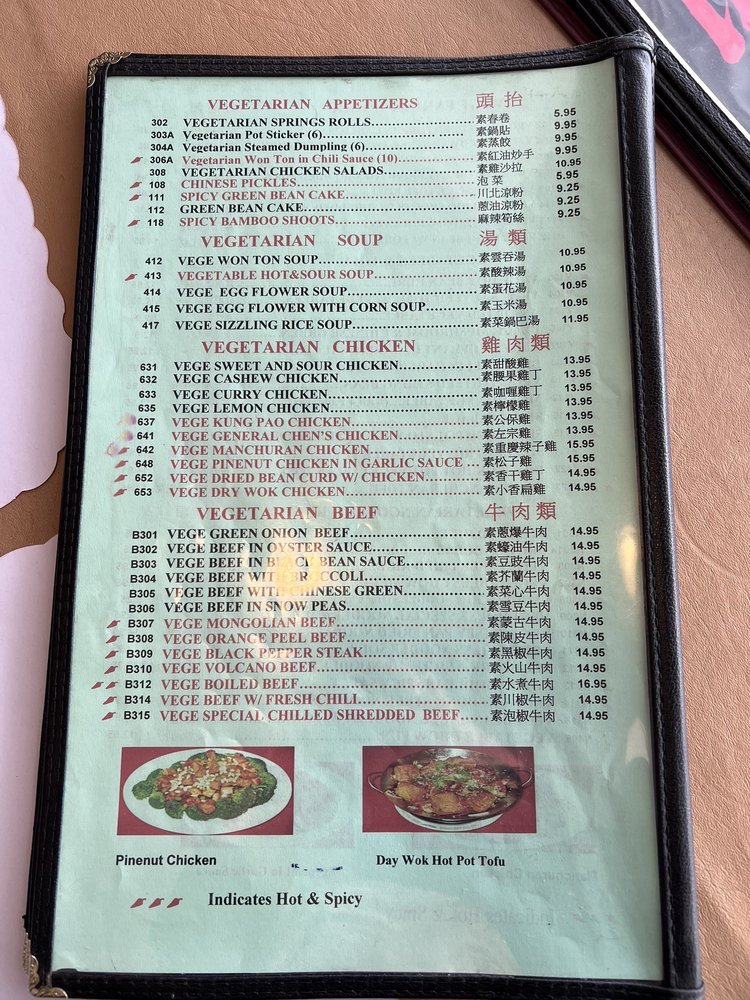 VEGETARIAN APPETIZERS 頭抬
302 VEGETARIAN SPRINGS ROLLS 素春卷 5.95
303A Vegetarian Pot Sticker (6) 素鍋貼 9.95
304A Vegetarian Steamed Dumpling (6) 素蒸餃 9.95
306A Vegetarian Won Ton in Chili Sauce (10) 素紅油炒手 9.95
308 VEGETARIAN CHICKEN SALADS 素雞沙拉 10.95
108 CHINESE PICKLES 泡菜 5.95
111 SPICY GREEN BEAN CAKE 川北涼粉 9.25
112 GREEN BEAN CAKE 蔥油涼粉 9.25
118 SPICY BAMBOO SHOOTS 麻辣筍絲 9.25
VEGETARIAN SOUP 湯類
412 VEGE WON TON SOUP 素雲吞湯 10.95
413 VEGETABLE HOT&SOUR SOUP 素酸辣湯 10.95
414 VEGE EGG FLOWER SOUP 素蛋花湯 10.95
415 VEGE EGG FLOWER WITH CORN SOUP 素玉米湯 10.95
417 VEGE SIZZLING RICE SOUP 素菜鍋巴湯 11.95
VEGETARIAN CHICKEN 雞肉類
631 VEGE SWEET AND SOUR CHICKEN 素甜酸雞 13.95
632 VEGE CASHEW CHICKEN 素腰果雞丁 13.95
633 VEGE CURRY CHICKEN 素咖喱雞丁 13.95
635 VEGE LEMON CHICKEN 素檸檬雞 13.95
637 VEGE KUNG PAO CHICKEN 素公保雞 13.95
641 VEGE GENERAL CHEN'S CHICKEN 素左宗雞 13.95
642 VEGE MANCHURAN CHICKEN 素重慶辣子雞 15.95
648 VEGE PINENUT CHICKEN IN GARLIC SAUCE 素松子雞 15.95
652 VEGE DRIED BEAN CURD W/ CHICKEN 素香干雞丁 14.95
653 VEGE DRY WOK CHICKEN 素小香扁雞 14.95
VEGETARIAN BEEF 牛肉類
B301 VEGE GREEN ONION BEEF 素蔥爆牛肉 14.95
B302 VEGE BEEF IN OYSTER SAUCE 素蠔油牛肉 14.95
B303 VEGE BEEF IN BLACK BEAN SAUCE 素豆豉牛肉 14.95
B304 VEGE BEEF WITH BROCCOLI 素芥蘭牛肉 14.95
B305 VEGE BEEF WITH CHINESE GREEN 素菜心牛肉 14.95
B306 VEGE BEEF IN SNOW PEAS 素雪豆牛肉 14.95
B307 VEGE MONGOLIAN BEEF 素蒙古牛肉 14.95
B308 VEGE ORANGE PEEL BEEF 素陳皮牛肉 14.95
B309 VEGE BLACK PEPPER STEAK 素黑椒牛肉 14.95
B310 VEGE VOLCANO BEEF 素火山牛肉 14.95
B312 VEGE BOILED BEEF 素水煮牛肉 16.95
B314 VEGE BEEF W/ FRESH CHILI 素川椒牛肉 14.95
B315 VEGE SPECIAL CHILLED SHREDDED BEEF 素泡椒牛肉 14.95
Pinenut Chicken Day Wok Hot Pot Tofu
Indicates Hot & Spicy